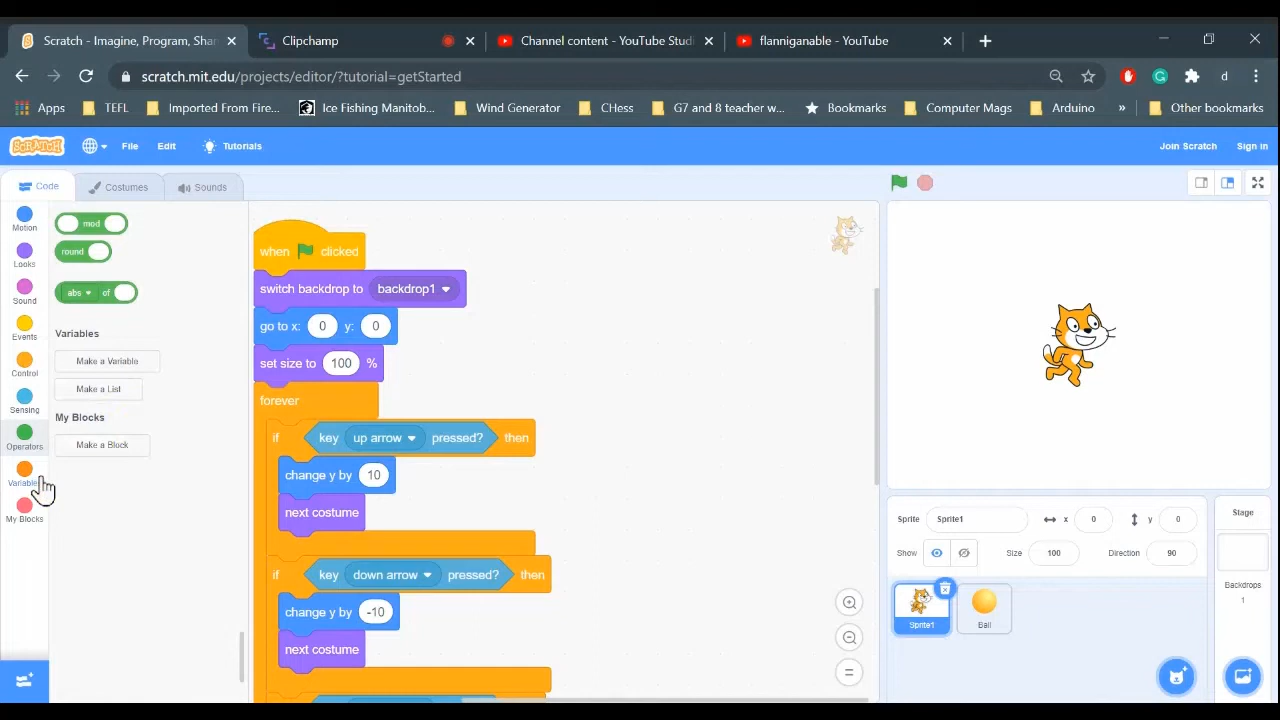 Scratch - Imagine, Program, Shar
Clipchamp
Channel content - YouTube Studi
flanniganable - YouTube
scratch.mit.edu/projects/editor/?tutorial=getStarted
d
Apps
TEFL
Imported From Fire...
Ice Fishing Manitob...
Wind Generator
CHess
G7 and 8 teacher w...
Bookmarks
Computer Mags
Arduino
»
Other bookmarks
SCRATCH
File
Edit
Tutorials
Join Scratch
Sign in
Code
Costumes
Sounds
Motion
Looks
Sound
Events
Control
Sensing
Operators
Variabl
My Blocks
mod
round
abs of
Variables
Make a Variable
Make a List
My Blocks
Make a Block
when clicked
switch backdrop to backdrop1
go to x: 0 y: 0
set size to 100 %
forever
if key up arrow pressed? then
change y by 10
next costume
if key down arrow pressed? then
change y by -10
next costume
Sprite Sprite1 x 0 y 0
Show Size 100 Direction 90
Sprite1
Ball
Stage
Backdrops
1